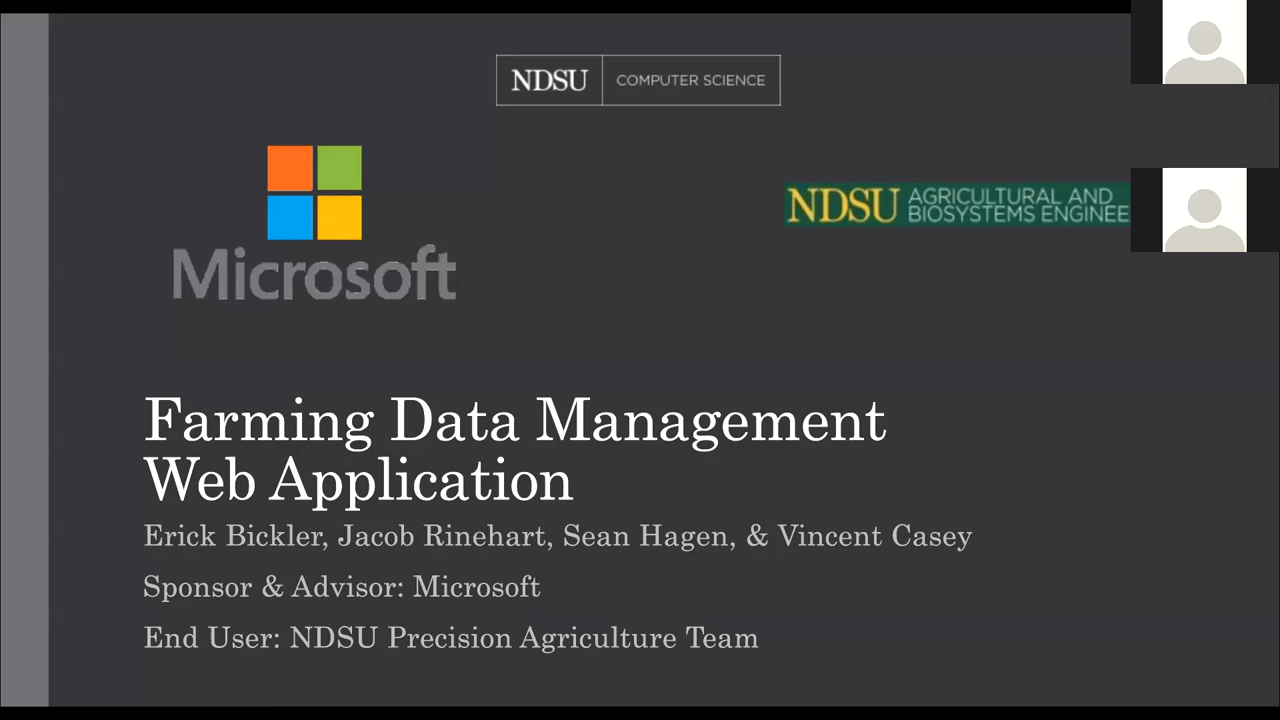 NDSU COMPUTER SCIENCE
Microsoft
NDSU AGRICULTURAL AND
BIOSYSTEMS ENGINEE
Farming Data Management
Web Application
Erick Bickler, Jacob Rinehart, Sean Hagen, & Vincent Casey
Sponsor & Advisor: Microsoft
End User: NDSU Precision Agriculture Team